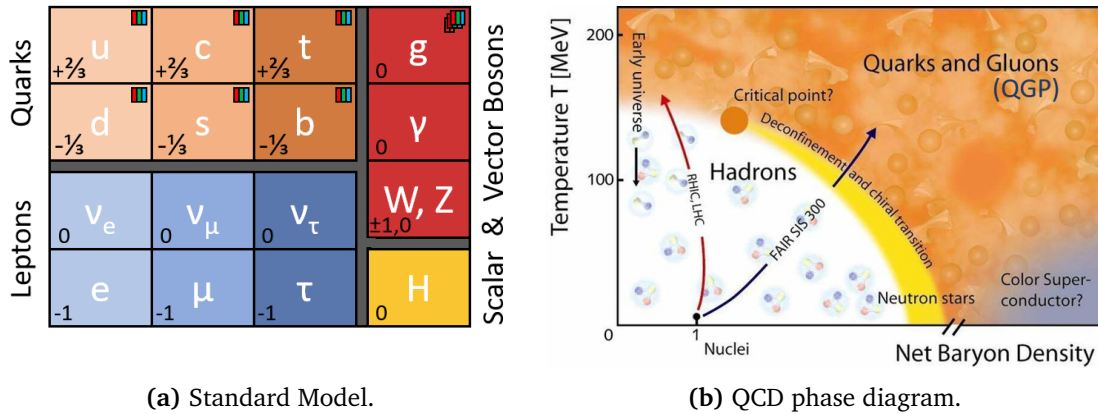 Quarks
Leptons
Scalar & Vector Bosons
u
+⅔
c
+⅔
t
+⅔
g
0
d
-⅓
s
-⅓
b
-⅓
γ
0
νe
0
νμ
0
ντ
0
W, Z
±1,0
e
-1
μ
-1
τ
-1
H
0
(a) Standard Model.
Temperature T [MeV]
200
100
0
Early universe
Critical point?
Quarks and Gluons
(QGP)
Deconfinement and chiral transition
Hadrons
RHIC, LHC
FAIR SIS 300
Neutron stars
Color Super-
conductor?
1
Nuclei
Net Baryon Density
(b) QCD phase diagram.